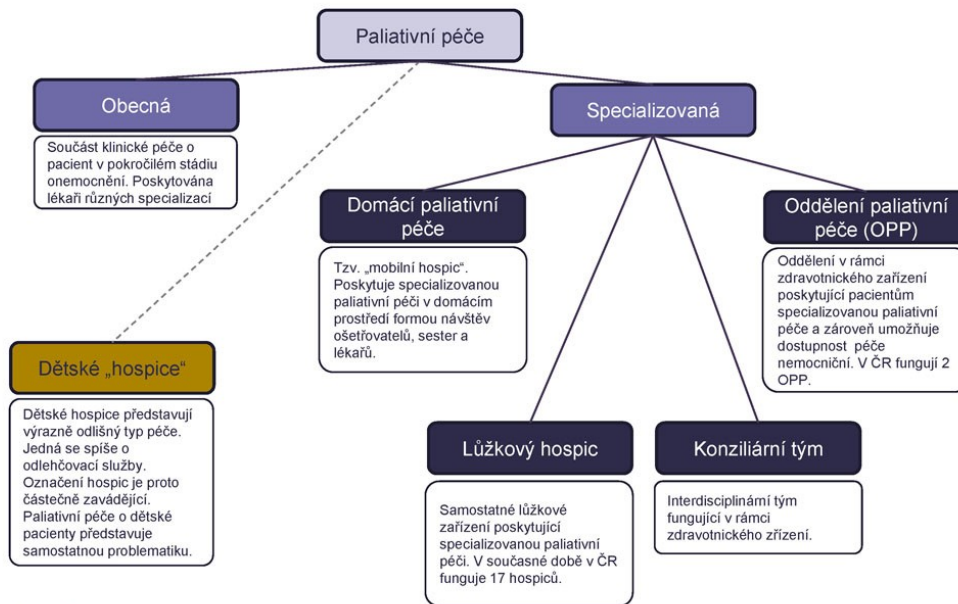 Paliativní péče
Obecná
Součást klinické péče o
pacient v pokročilém stádiu
onemocnění. Poskytována
lékaři různých specializací
Specializovaná
Domácí paliativní
péče
Tzv. „mobilní hospic“.
Poskytuje specializovanou
paliativní péči v domácím
prostředí formou návštěv
ošetřovatelů, sester a
lékařů.
Oddělení paliativní
péče (OPP)
Oddělení v rámci
zdravotnického zařízení
poskytující pacientům
specializovanou paliativní
péče a zároveň umožňuje
dostupnost péče
nemocniční. V ČR fungují 2
OPP.
Dětské „hospice“
Dětské hospice představují
výrazně odlišný typ péče.
Jedná se spíše o
odlehčovací služby.
Označení hospic je proto
částečně zavádějící.
Paliativní péče o dětské
pacienty představuje
samostatnou problematiku.
Lůžkový hospic
Samostatné lůžkové
zařízení poskytující
specializovanou paliativní
péči. V současné době v ČR
funguje 17 hospiců.
Konziliární tým
Interdisciplinární tým
fungující v rámci
zdravotnického zřízení.